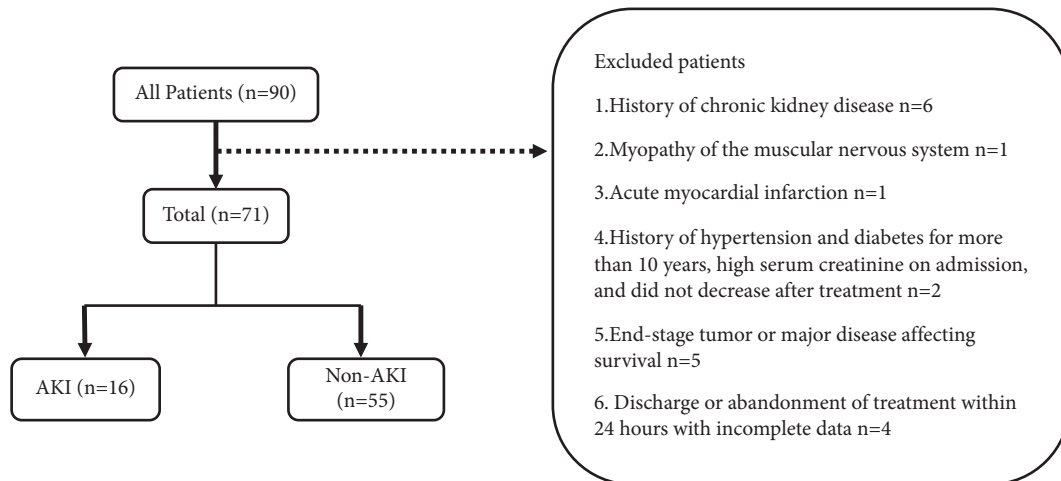 All Patients (n=90)
Total (n=71)
AKI (n=16)
Non-AKI
(n=55)
Excluded patients
1.History of chronic kidney disease n=6
2.Myopathy of the muscular nervous system n=1
3.Acute myocardial infarction n=1
4.History of hypertension and diabetes for more
than 10 years, high serum creatinine on admission,
and did not decrease after treatment n=2
5.End-stage tumor or major disease affecting
survival n=5
6. Discharge or abandonment of treatment within
24 hours with incomplete data n=4